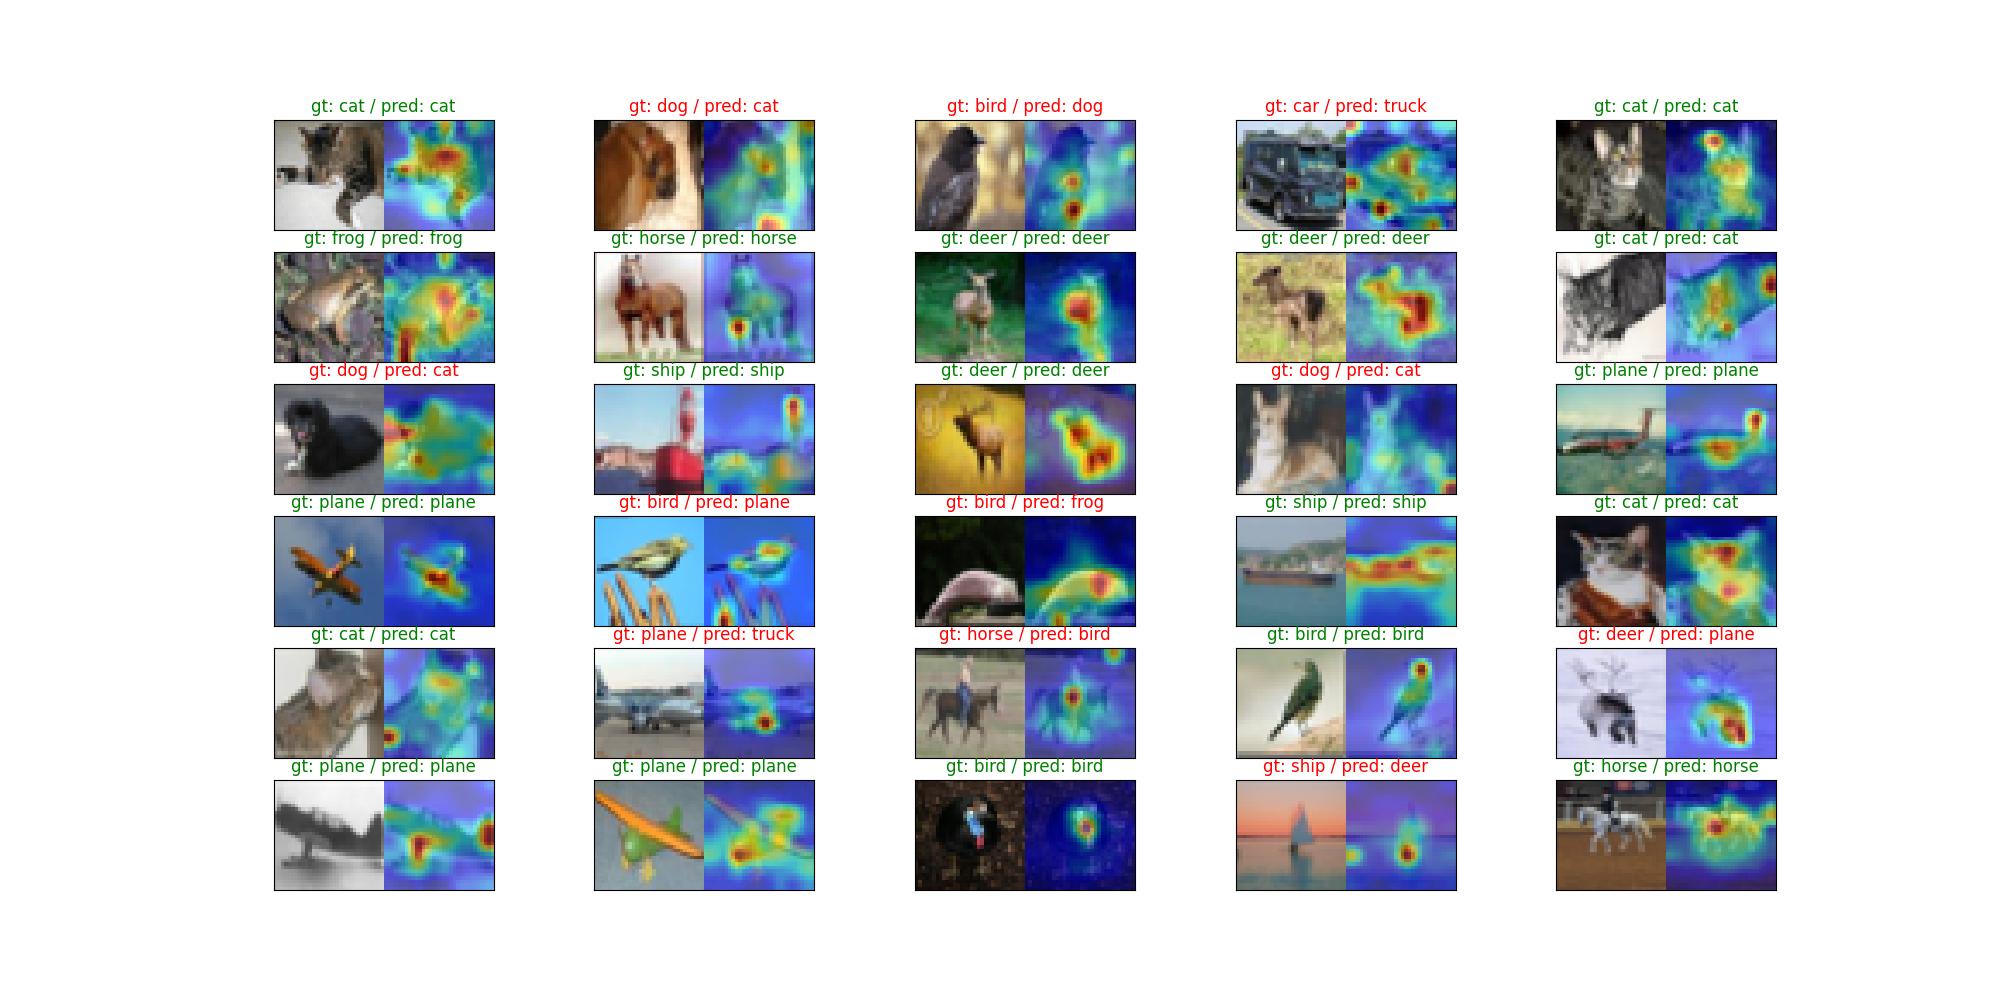 gt: cat / pred: cat
gt: dog / pred: cat
gt: bird / pred: dog
gt: car / pred: truck
gt: cat / pred: cat
gt: frog / pred: frog
gt: horse / pred: horse
gt: deer / pred: deer
gt: deer / pred: deer
gt: cat / pred: cat
gt: dog / pred: cat
gt: ship / pred: ship
gt: deer / pred: deer
gt: dog / pred: cat
gt: plane / pred: plane
gt: plane / pred: plane
gt: bird / pred: plane
gt: bird / pred: frog
gt: ship / pred: ship
gt: cat / pred: cat
gt: cat / pred: cat
gt: plane / pred: truck
gt: horse / pred: bird
gt: bird / pred: bird
gt: deer / pred: plane
gt: plane / pred: plane
gt: plane / pred: plane
gt: bird / pred: bird
gt: ship / pred: deer
gt: horse / pred: horse